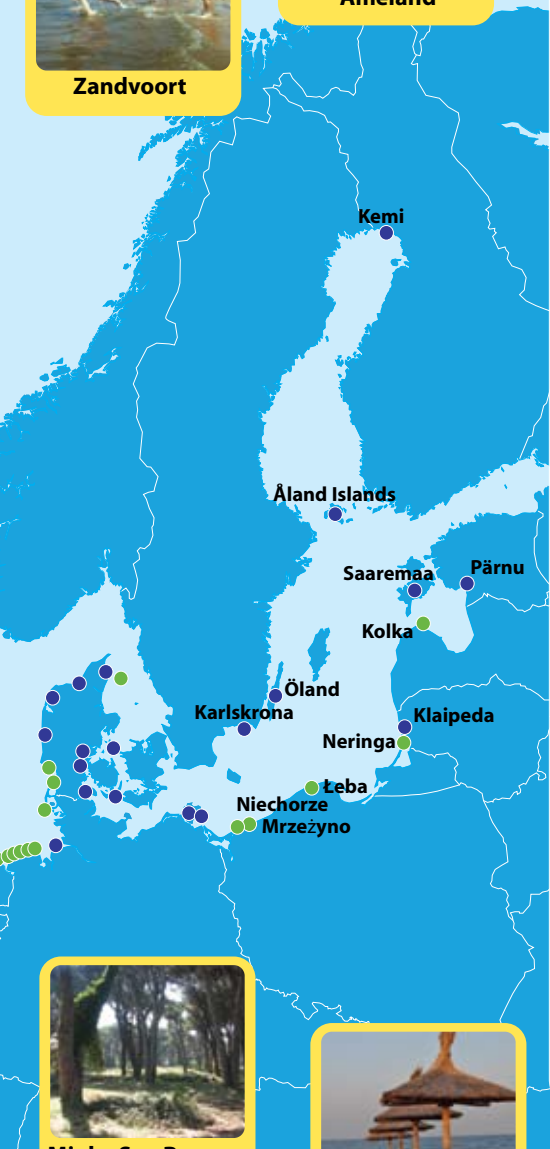 Ameland
Zandvoort
Kemi
Åland Islands
Saaremaa
Pärnu
Kolka
Öland
Karlskrona
Klaipeda
Neringa
Łeba
Niechorze
Mrzeżyno